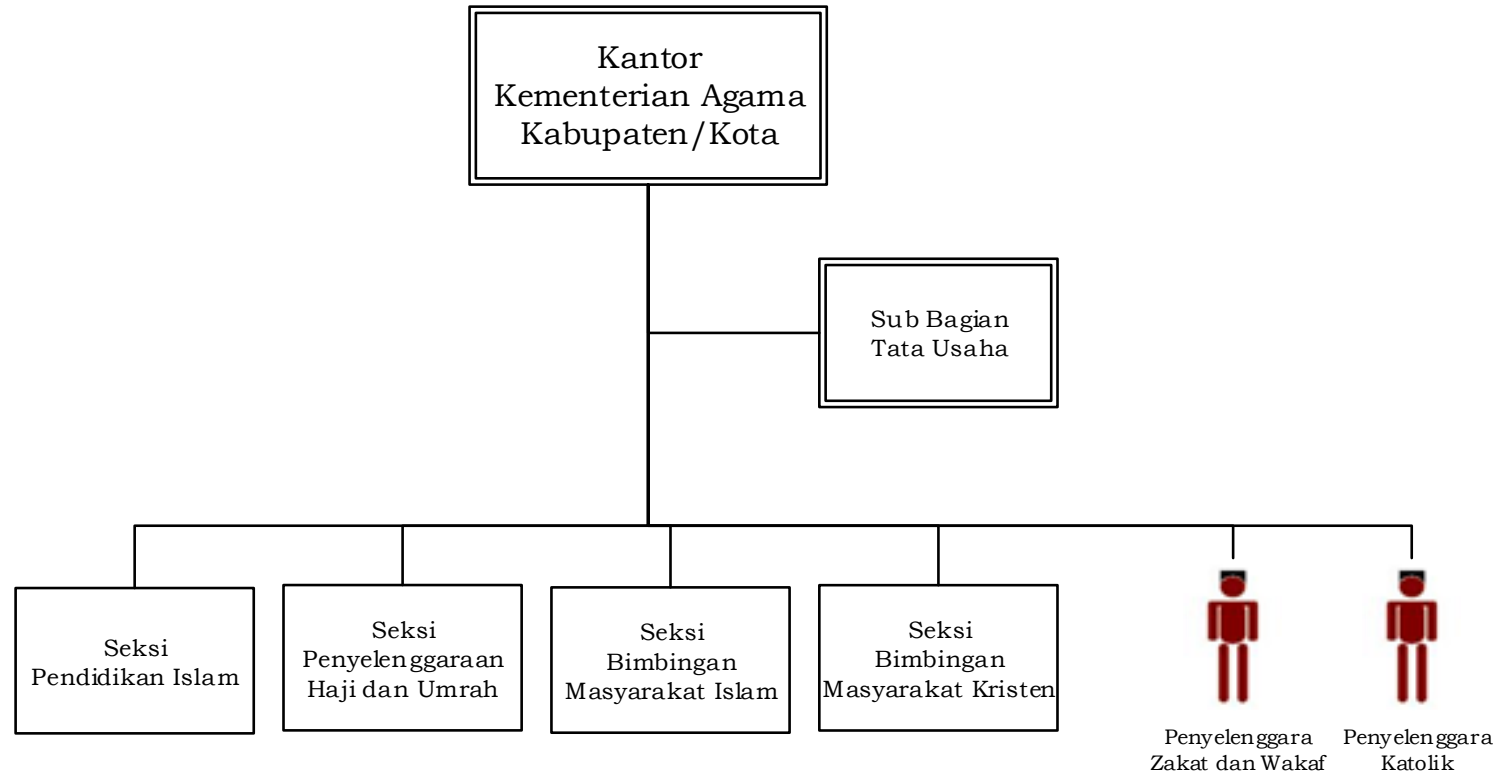 Kantor
Kementerian Agama
Kabupaten/Kota
Sub Bagian
Tata Usaha
Seksi
Pendidikan Islam
Seksi
Penyelenggaraan
Haji dan Umrah
Seksi
Bimbingan
Masyarakat Islam
Seksi
Bimbingan
Masyarakat Kristen
Penyelenggara
Zakat dan Wakaf
Penyelenggara
Katolik